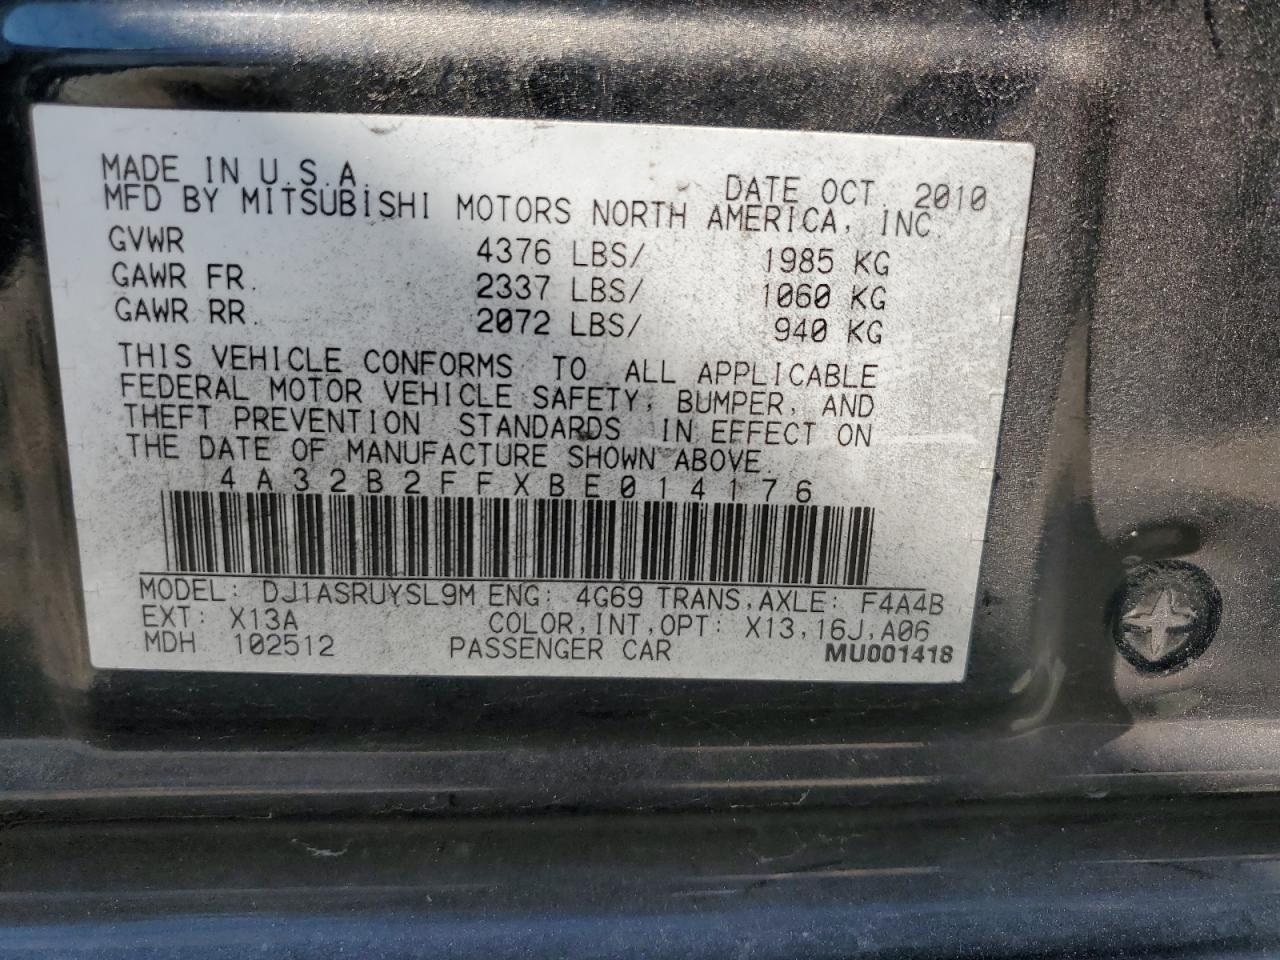 MADE IN U.S.A. DATE OCT. 2010
MFD BY MITSUBISHI MOTORS NORTH AMERICA, INC.
GVWR 4376 LBS/ 1985 KG
GAWR FR. 2337 LBS/ 1060 KG
GAWR RR. 2072 LBS/ 940 KG
THIS VEHICLE CONFORMS TO ALL APPLICABLE
FEDERAL MOTOR VEHICLE SAFETY, BUMPER, AND
THEFT PREVENTION STANDARDS IN EFFECT ON
THE DATE OF MANUFACTURE SHOWN ABOVE.
4A32B2FFXBE014176
MODEL: DJ1ASRUYSL9M ENG: 4G69 TRANS,AXLE: F4A4B
EXT: X13A COLOR,INT,OPT: X13,16J,A06
MDH 102512 PASSENGER CAR MU001418